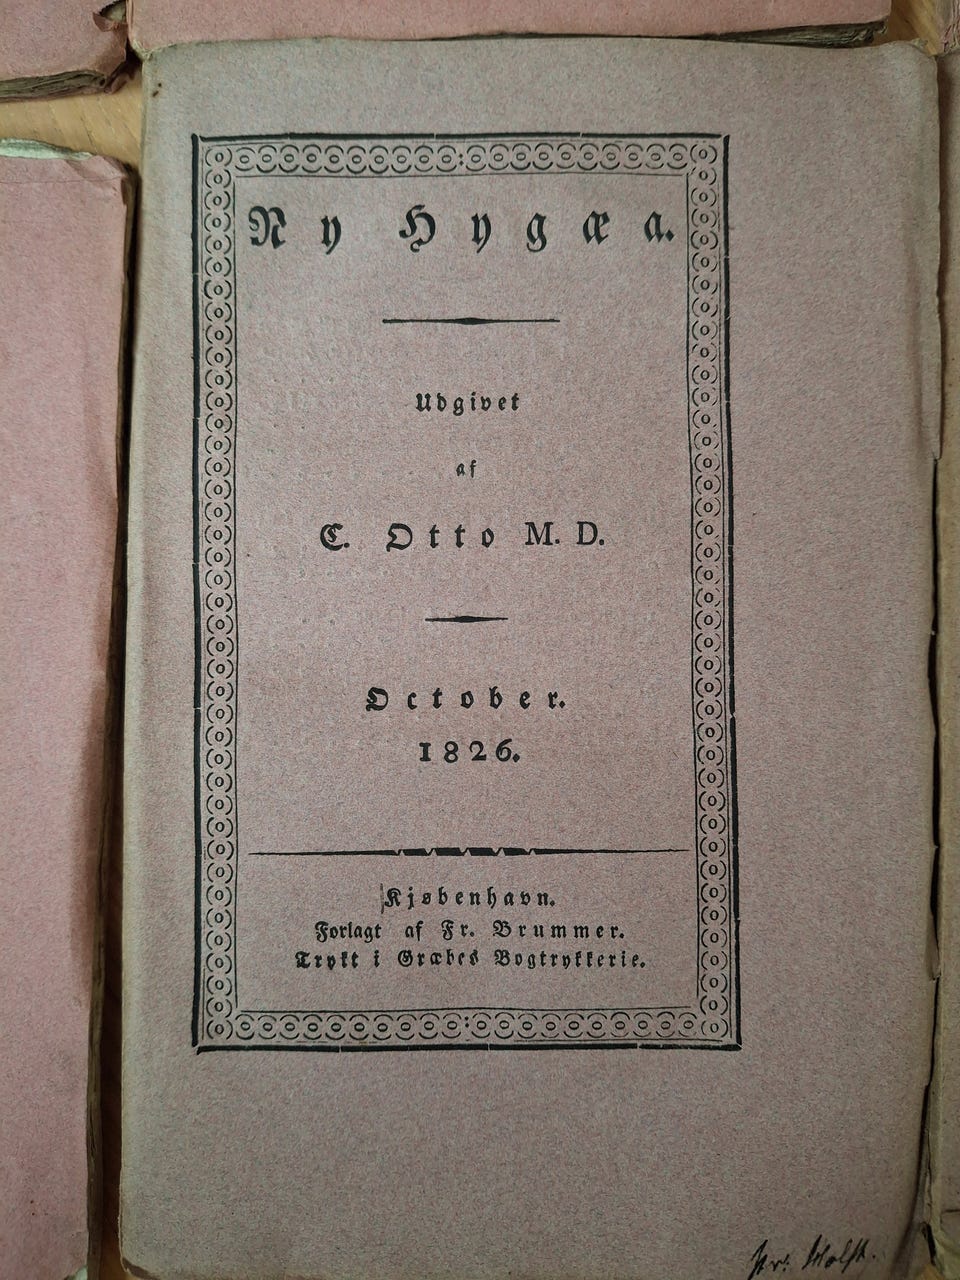 Ny Hygæa.
Udgivet
af
C. Otto M. D.
October.
1826.
Kjøbenhavn.
Forlagt af Fr. Brummer.
Trykt i Græbes Bogtrykkerie.